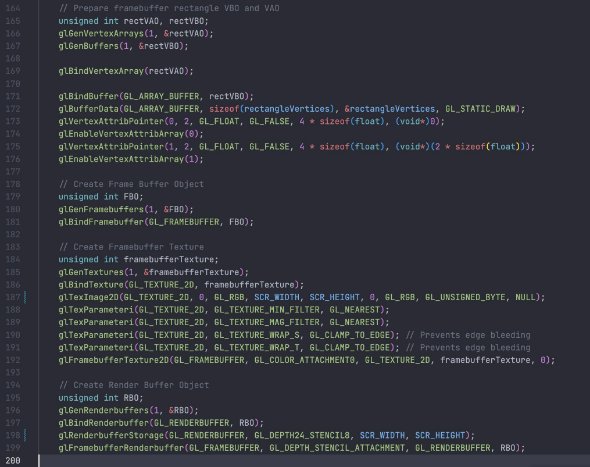 164 // Prepare framebuffer rectangle VBO and VAO
165 unsigned int rectVAO, rectVBO;
166 glGenVertexArrays(1, &rectVAO);
167 glGenBuffers(1, &rectVBO);
168
169 glBindVertexArray(rectVAO);
170
171 glBindBuffer(GL_ARRAY_BUFFER, rectVBO);
172 glBufferData(GL_ARRAY_BUFFER, sizeof(rectangleVertices), &rectangleVertices, GL_STATIC_DRAW);
173 glVertexAttribPointer(0, 2, GL_FLOAT, GL_FALSE, 4 * sizeof(float), (void*)0);
174 glEnableVertexAttribArray(0);
175 glVertexAttribPointer(1, 2, GL_FLOAT, GL_FALSE, 4 * sizeof(float), (void*)(2 * sizeof(float)));
176 glEnableVertexAttribArray(1);
177
178 // Create Frame Buffer Object
179 unsigned int FBO;
180 glGenFramebuffers(1, &FBO);
181 glBindFramebuffer(GL_FRAMEBUFFER, FBO);
182
183 // Create Framebuffer Texture
184 unsigned int framebufferTexture;
185 glGenTextures(1, &framebufferTexture);
186 glBindTexture(GL_TEXTURE_2D, framebufferTexture);
187 glTexImage2D(GL_TEXTURE_2D, 0, GL_RGB, SCR_WIDTH, SCR_HEIGHT, 0, GL_RGB, GL_UNSIGNED_BYTE, NULL);
188 glTexParameteri(GL_TEXTURE_2D, GL_TEXTURE_MIN_FILTER, GL_NEAREST);
189 glTexParameteri(GL_TEXTURE_2D, GL_TEXTURE_MAG_FILTER, GL_NEAREST);
190 glTexParameteri(GL_TEXTURE_2D, GL_TEXTURE_WRAP_S, GL_CLAMP_TO_EDGE); // Prevents edge bleeding
191 glTexParameteri(GL_TEXTURE_2D, GL_TEXTURE_WRAP_T, GL_CLAMP_TO_EDGE); // Prevents edge bleeding
192 glFramebufferTexture2D(GL_FRAMEBUFFER, GL_COLOR_ATTACHMENT0, GL_TEXTURE_2D, framebufferTexture, 0);
193
194 // Create Render Buffer Object
195 unsigned int RBO;
196 glGenRenderbuffers(1, &RBO);
197 glBindRenderbuffer(GL_RENDERBUFFER, RBO);
198 glRenderbufferStorage(GL_RENDERBUFFER, GL_DEPTH24_STENCIL8, SCR_WIDTH, SCR_HEIGHT);
199 glFramebufferRenderbuffer(GL_FRAMEBUFFER, GL_DEPTH_STENCIL_ATTACHMENT, GL_RENDERBUFFER, RBO);
200